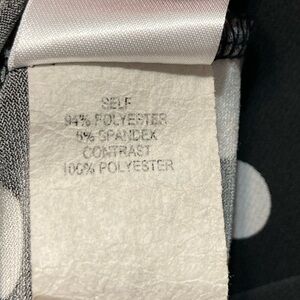 SELF
94% POLYESTER
6% SPANDEX
CONTRAST
100% POLYESTER